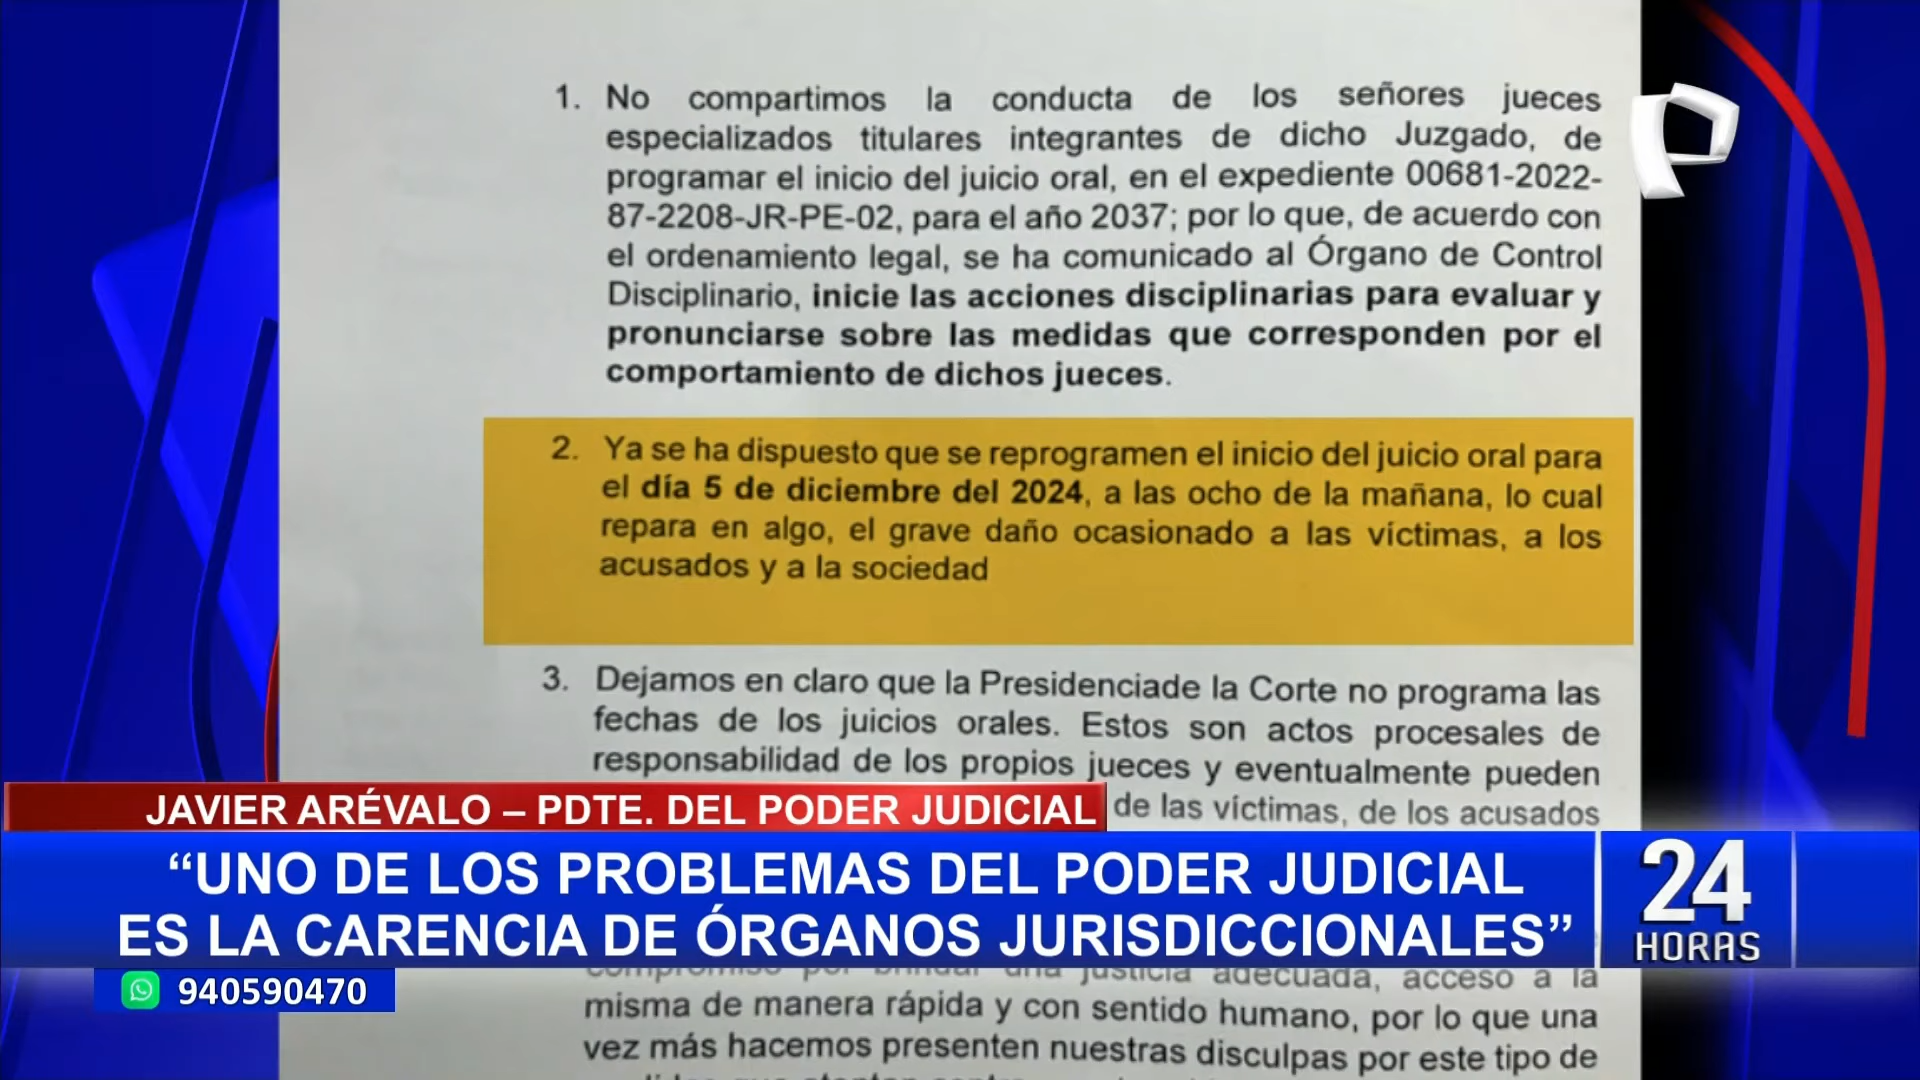 1. No compartimos la conducta de los señores jueces
especializados titulares integrantes de dicho Juzgado, de
programar el inicio del juicio oral, en el expediente 00681-2022-
87-2208-JR-PE-02, para el año 2037; por lo que, de acuerdo con
el ordenamiento legal, se ha comunicado al Órgano de Control
Disciplinario, inicie las acciones disciplinarias para evaluar y
pronunciarse sobre las medidas que corresponden por el
comportamiento de dichos jueces.
2. Ya se ha dispuesto que se reprogramen el inicio del juicio oral para
el día 5 de diciembre del 2024, a las ocho de la mañana, lo cual
repara en algo, el grave daño ocasionado a las víctimas, a los
acusados y a la sociedad
3. Dejamos en claro que la Presidenciade la Corte no programa las
fechas de los juicios orales. Estos son actos procesales de
responsabilidad de los propios jueces y eventualmente pueden
de las víctimas, de los acusados
JAVIER ARÉVALO – PDTE. DEL PODER JUDICIAL
“UNO DE LOS PROBLEMAS DEL PODER JUDICIAL
ES LA CARENCIA DE ÓRGANOS JURISDICCIONALES”
24
HORAS
940590470
compromiso por brindar una justicia adecuada, acceso a la
misma de manera rápida y con sentido humano, por lo que una
vez más hacemos presenten nuestras disculpas por este tipo de